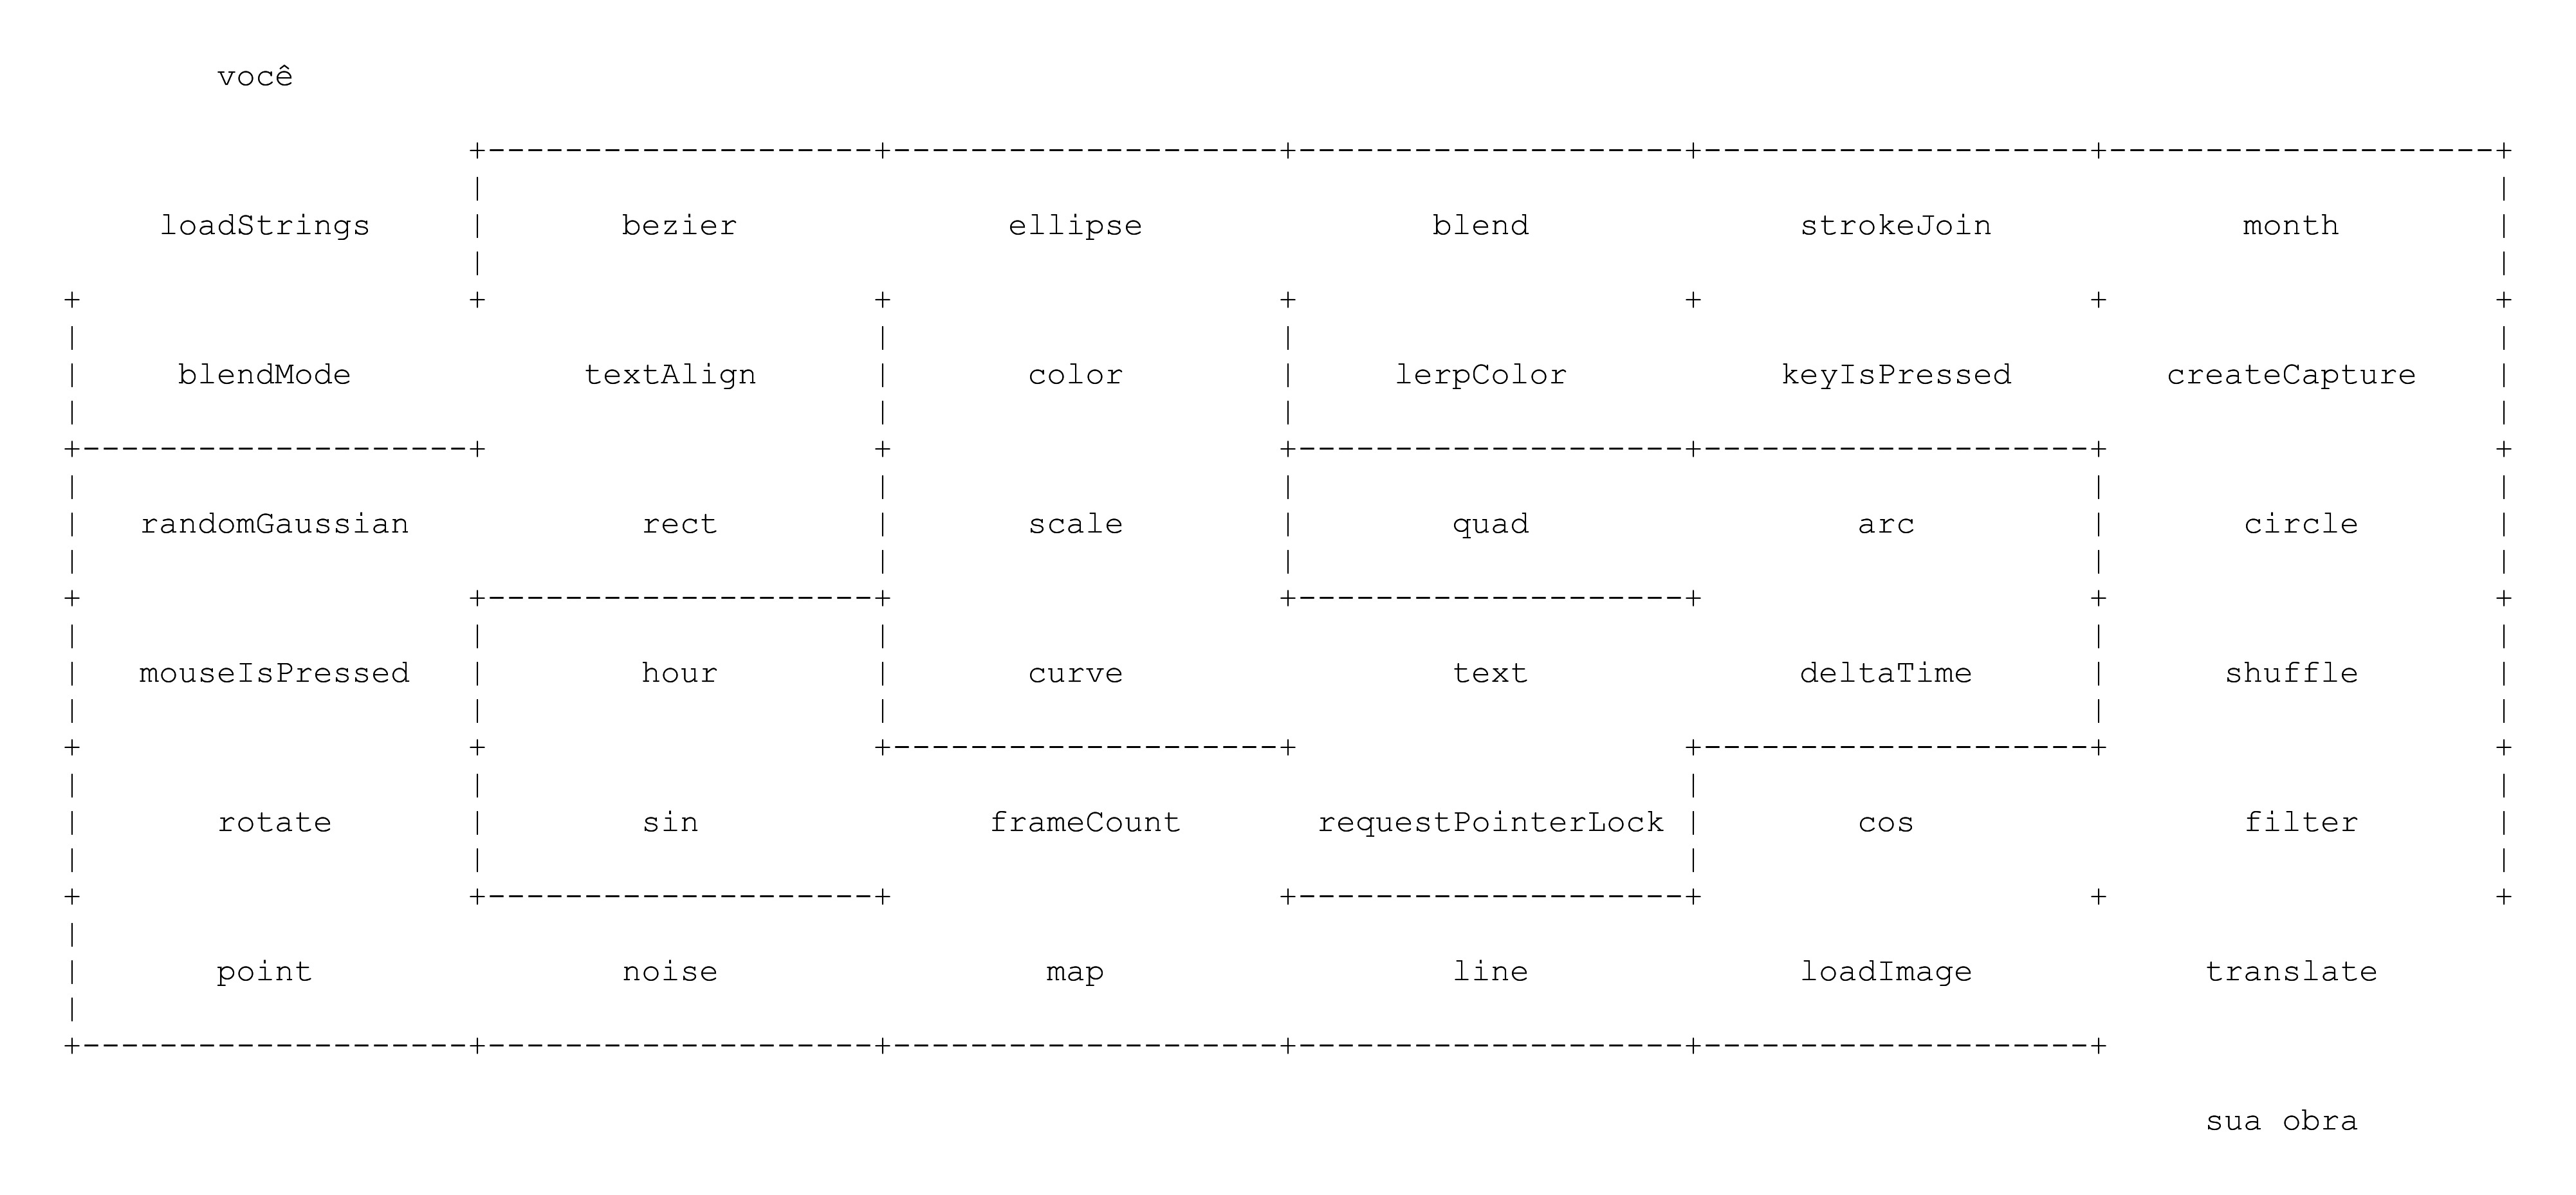 você
loadStrings bezier ellipse blend strokeJoin month
blendMode textAlign color lerpColor keyIsPressed createCapture
randomGaussian rect scale quad arc circle
mouseIsPressed hour curve text deltaTime shuffle
rotate sin frameCount requestPointerLock cos filter
point noise map line loadImage translate
sua obra